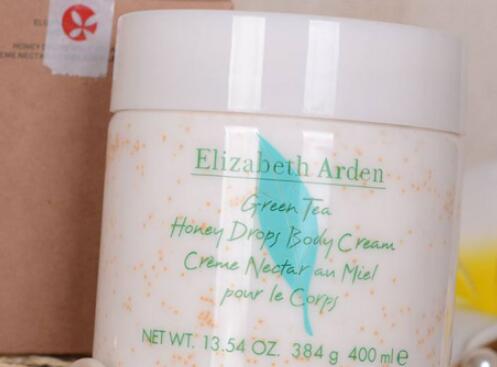 Elizabeth Arden
Green Tea
Honey Drops Body Cream
Crème Nectar au Miel
pour le Corps
NET WT. 13.54 OZ. 384 g 400 ml e